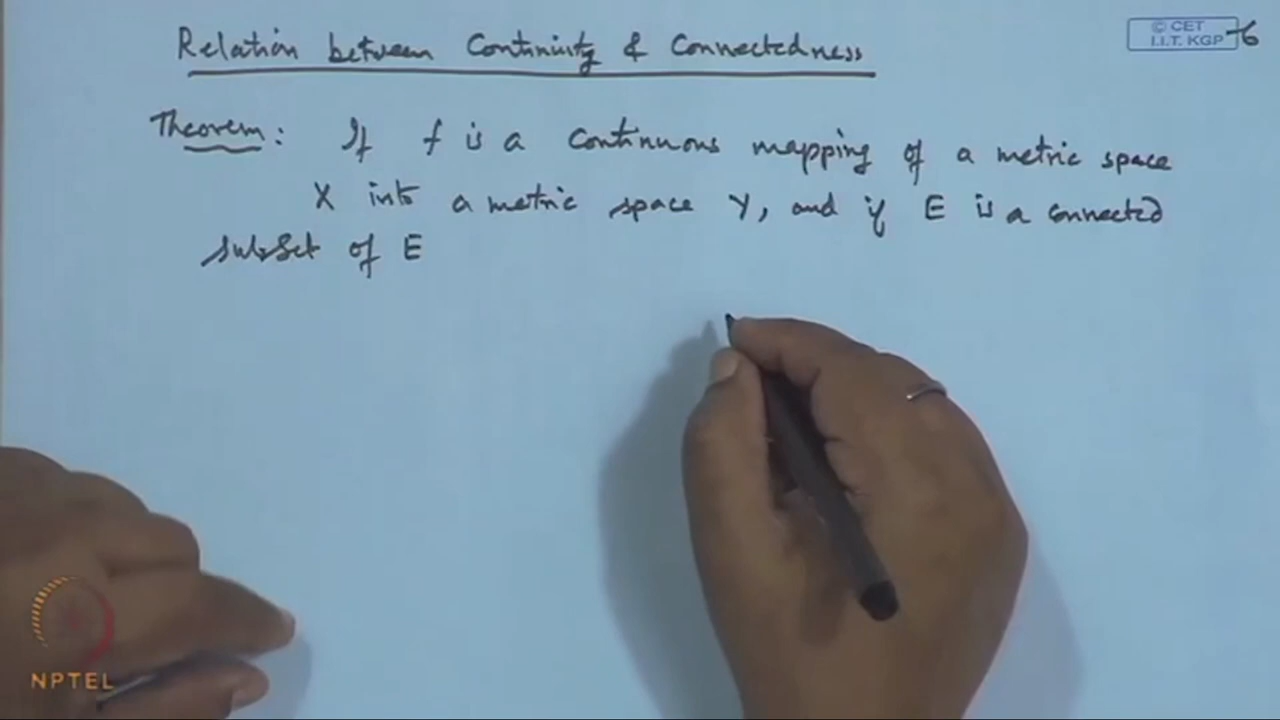 Relation between Continuity & Connectedness
© CET
I.I.T. KGP
6
Theorem: If f is a continuous mapping of a metric space
X into a metric space Y, and if E is a connected
subset of E
NPTEL